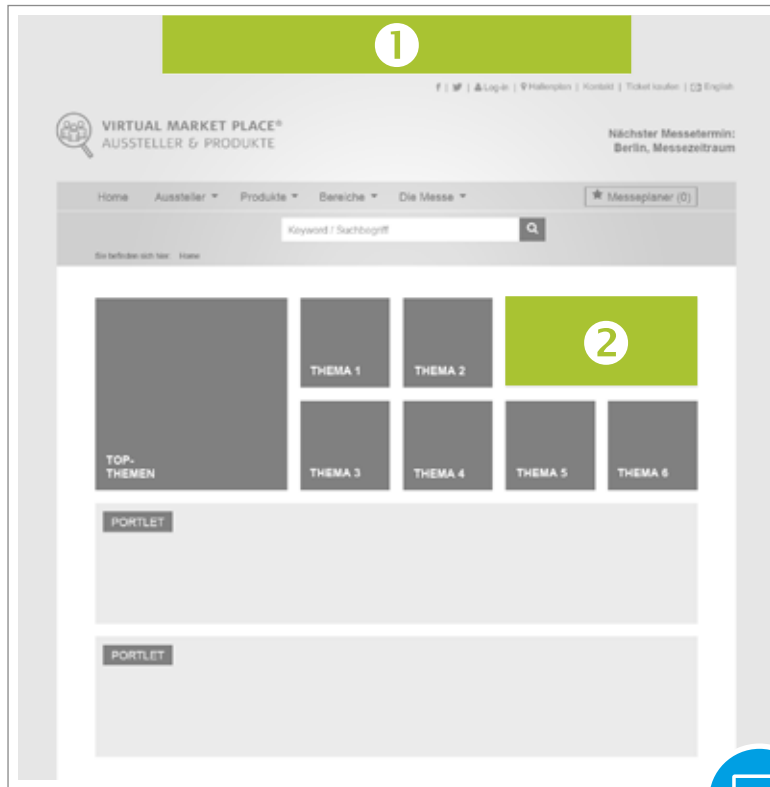 1
f | | Log-in | Hallenplan | Kontakt | Ticket kaufen | English
VIRTUAL MARKET PLACE®
AUSSTELLER & PRODUKTE
Nächster Messetermin:
Berlin, Messezeitraum
Home Aussteller Produkte Bereiche Die Messe Messeplaner (0)
Keyword / Suchbegriff
Sie befinden sich hier: Home
2
THEMA 1 THEMA 2
TOP-
THEMEN THEMA 3 THEMA 4 THEMA 5 THEMA 6
PORTLET
PORTLET